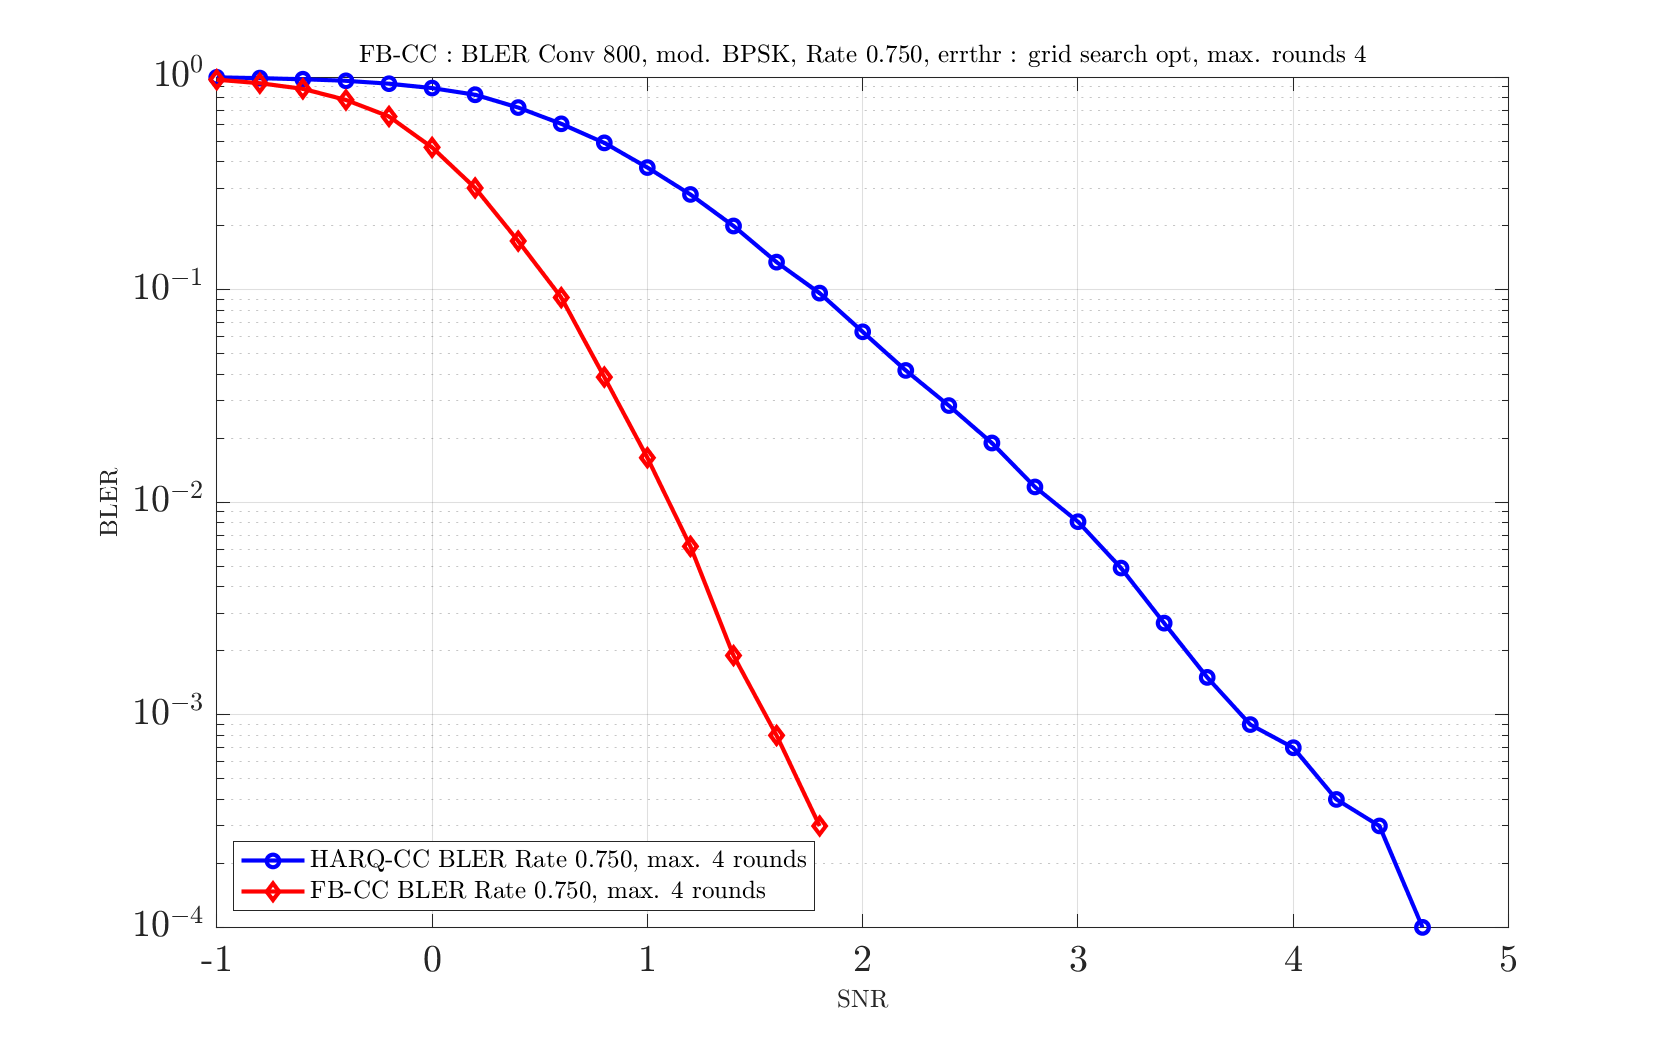 FB-CC : BLER Conv 800, mod. BPSK, Rate 0.750, errthr : grid search opt, max. rounds 4
10^0
10^−1
10^−2
10^−3
10^−4
BLER
HARQ-CC BLER Rate 0.750, max. 4 rounds
FB-CC BLER Rate 0.750, max. 4 rounds
-1 0 1 2 3 4 5
SNR